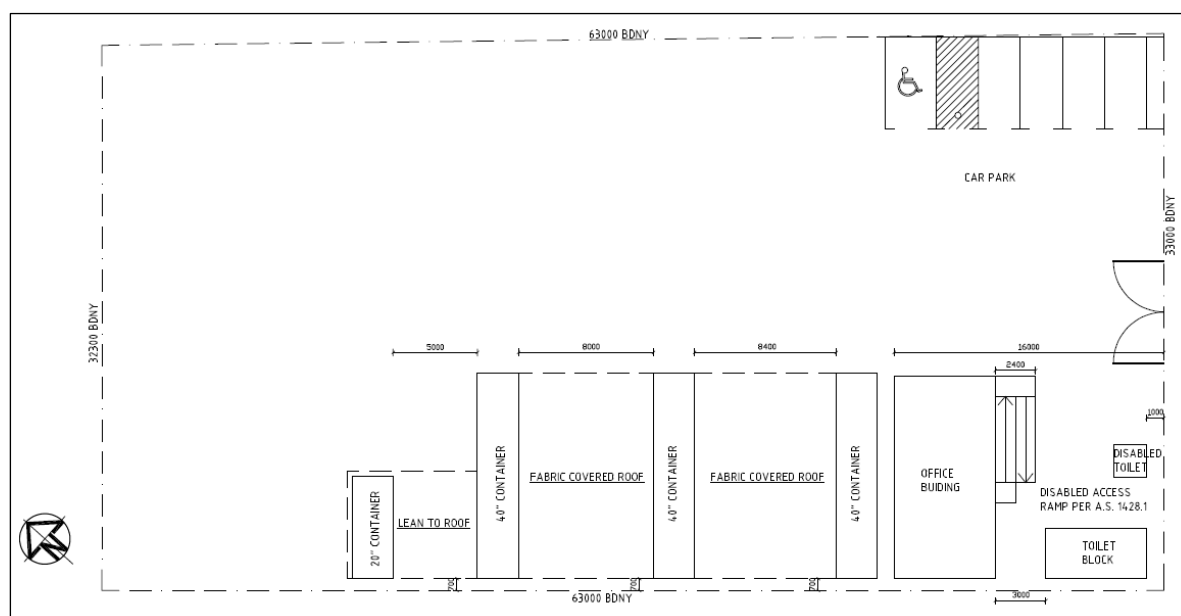 63000 BDNY
CAR PARK
33000 BDNY
32300 BDNY
5000
8000
8400
16000
2400
1000
20" CONTAINER
LEAN TO ROOF
40" CONTAINER
FABRIC COVERED ROOF
40" CONTAINER
FABRIC COVERED ROOF
40" CONTAINER
OFFICE
BUIDING
DISABLED
TOILET
DISABLED ACCESS
RAMP PER A.S. 1428.1
TOILET
BLOCK
700
700
700
3000
63000 BDNY
N